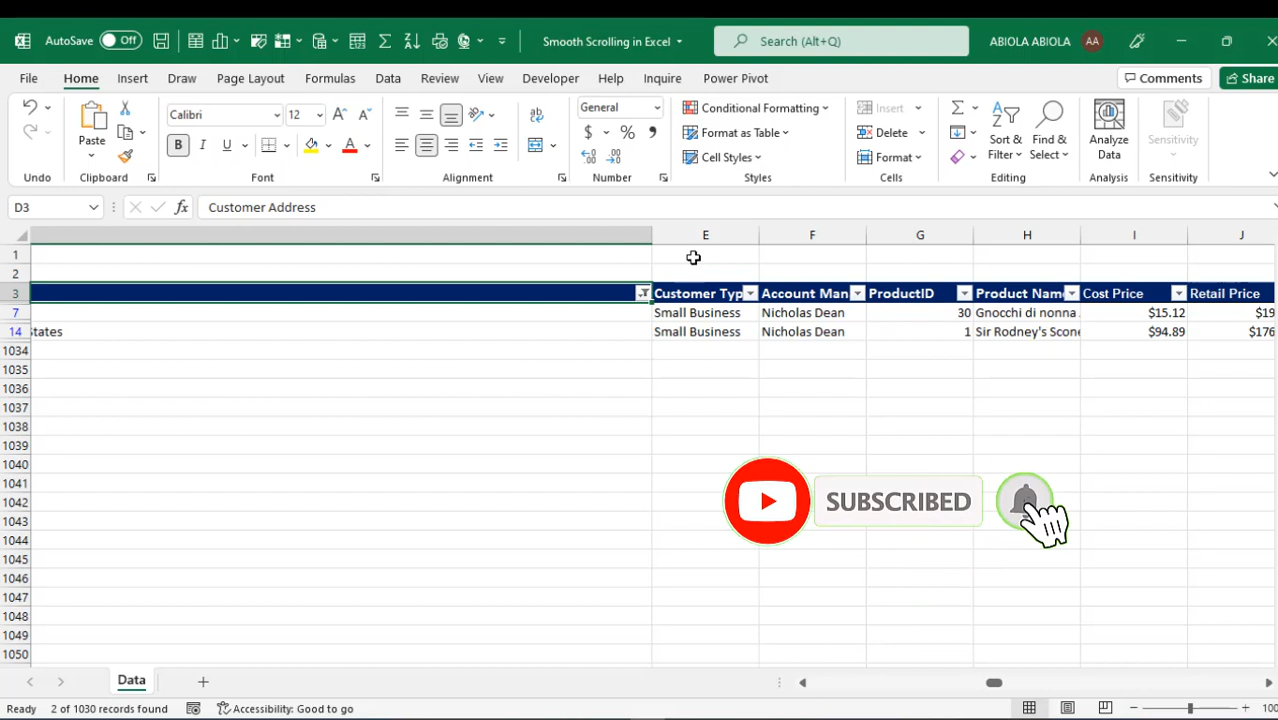 AutoSave Off Smooth Scrolling in Excel Search (Alt+Q) ABIOLA ABIOLA AA
File Home Insert Draw Page Layout Formulas Data Review View Developer Help Inquire Power Pivot Comments Share
Calibri 12 General Conditional Formatting Insert
Paste B I U $ % Format as Table Delete Sort & Filter Find & Select Analyze Data Sensitivity
Cell Styles Format
Undo Clipboard Font Alignment Number Styles Cells Editing Analysis Sensitivity
D3 fx Customer Address
E F G H I J
1
2
3 Customer Typ Account Man ProductID Product Nam Cost Price Retail Price
7 Small Business Nicholas Dean 30 Gnocchi di nonna $15.12 $19
14 States Small Business Nicholas Dean 1 Sir Rodney's Scone $94.89 $176
1034
1035
1036
1037
1038
1039
1040
1041
1042 SUBSCRIBED
1043
1044
1045
1046
1047
1048
1049
1050
Data
Ready 2 of 1030 records found Accessibility: Good to go 100